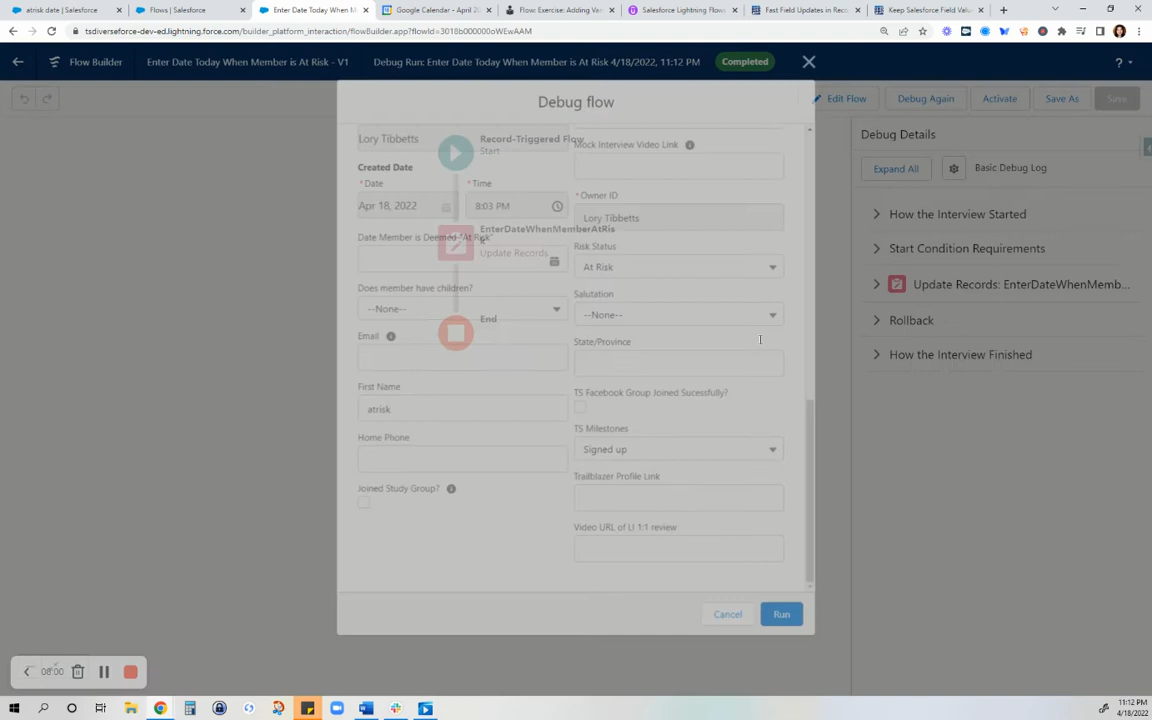 atrisk date | Salesforce
Flows | Salesforce
Enter Date Today When M
Google Calendar - April 2
Flow: Exercise: Adding Va
Salesforce Lightning Flow
Fast Field Updates in Reco
Keep Salesforce Field Valu
tsdiverseforce-dev-ed.lightning.force.com/builder_platform_interaction/flowBuilder.app?flowId=3018b000000oWEwAAM
Flow Builder
Enter Date Today When Member is At Risk - V1
Debug Run: Enter Date Today When Member is At Risk 4/18/2022, 11:12 PM
Completed
?
Edit Flow
Debug Again
Activate
Save As
Save
Debug flow
Lory Tibbetts
Record-Triggered Flow
Start
Created Date
* Date
* Time
Apr 18, 2022
8:03 PM
Date Member is Deemed "At Risk"
EnterDateWhenMemberAtRis
k
Update Records
Does member have children?
--None--
End
Email
First Name
atrisk
Home Phone
Joined Study Group?
Mock Interview Video Link
* Owner ID
Lory Tibbetts
Risk Status
At Risk
Salutation
--None--
State/Province
TS Facebook Group Joined Sucessfully?
TS Milestones
Signed up
Trailblazer Profile Link
Video URL of LI 1:1 review
Cancel
Run
Debug Details
Expand All
Basic Debug Log
How the Interview Started
Start Condition Requirements
Update Records: EnterDateWhenMemb...
Rollback
How the Interview Finished
08:00
11:12 PM
4/18/2022